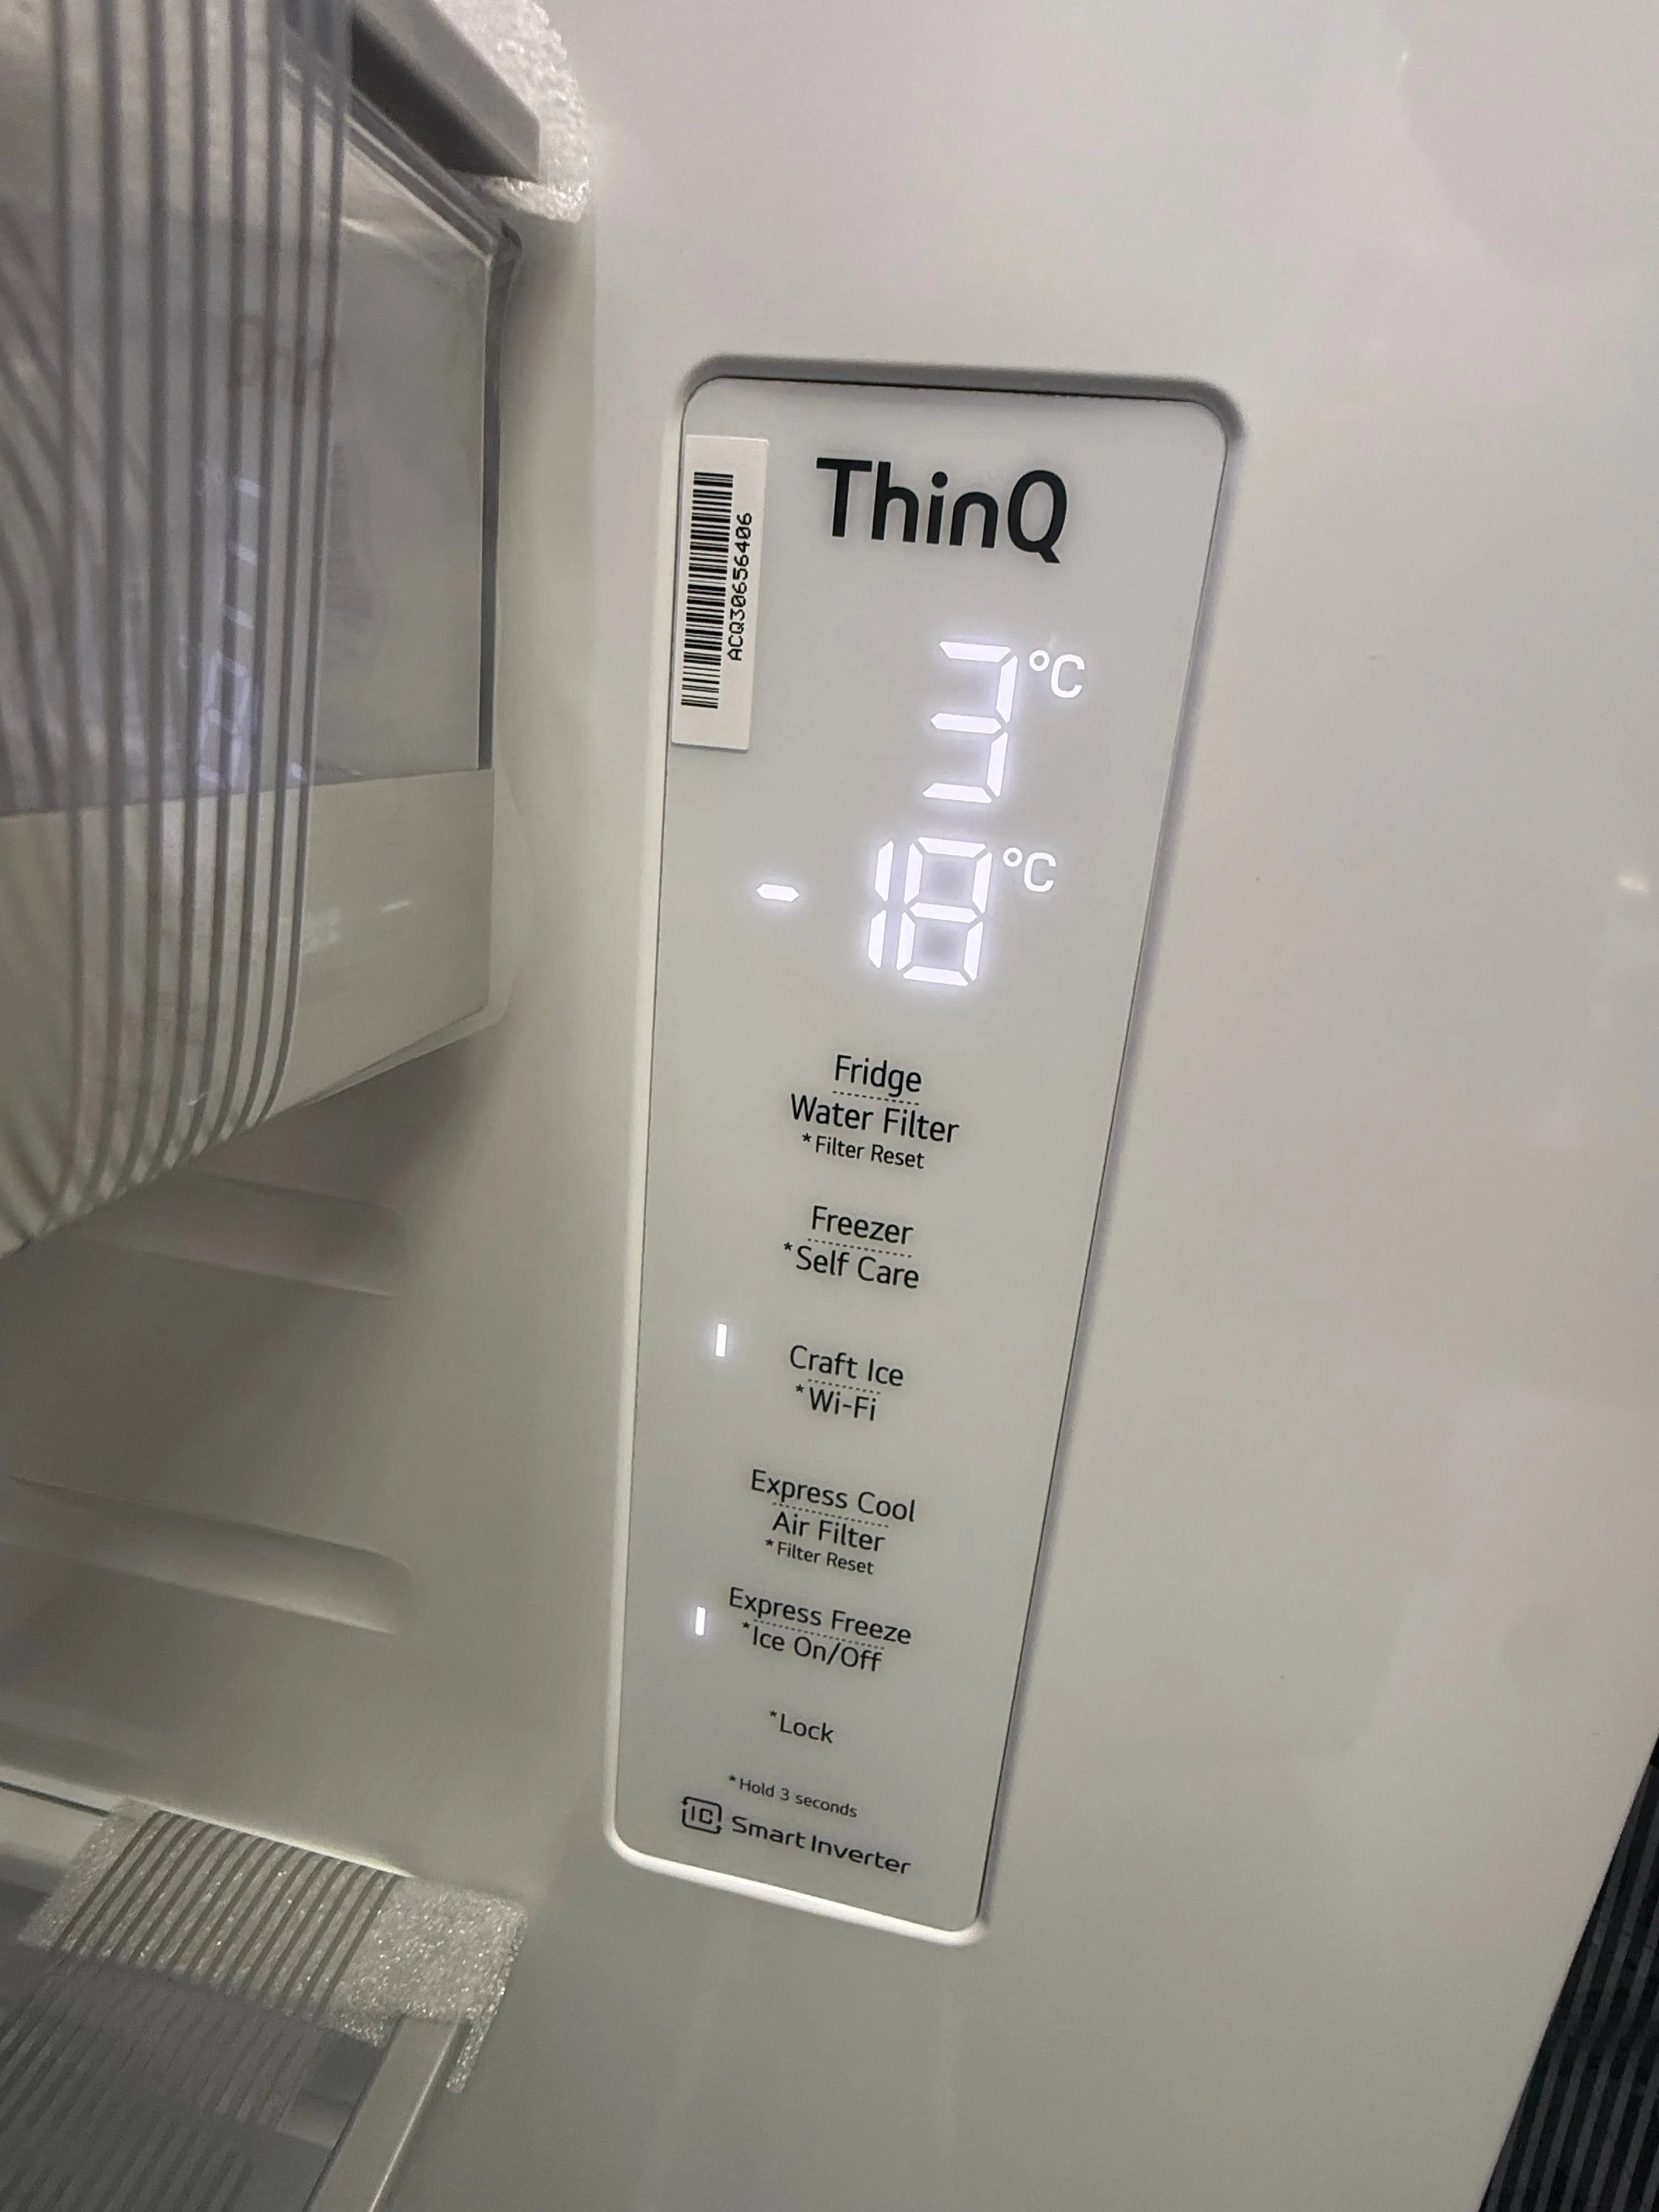 ThinQ
ACQ30656406
3 °C
- 18 °C
Fridge
Water Filter
*Filter Reset
Freezer
*Self Care
Craft Ice
*Wi-Fi
Express Cool
Air Filter
*Filter Reset
Express Freeze
*Ice On/Off
*Lock
*Hold 3 seconds
Smart Inverter